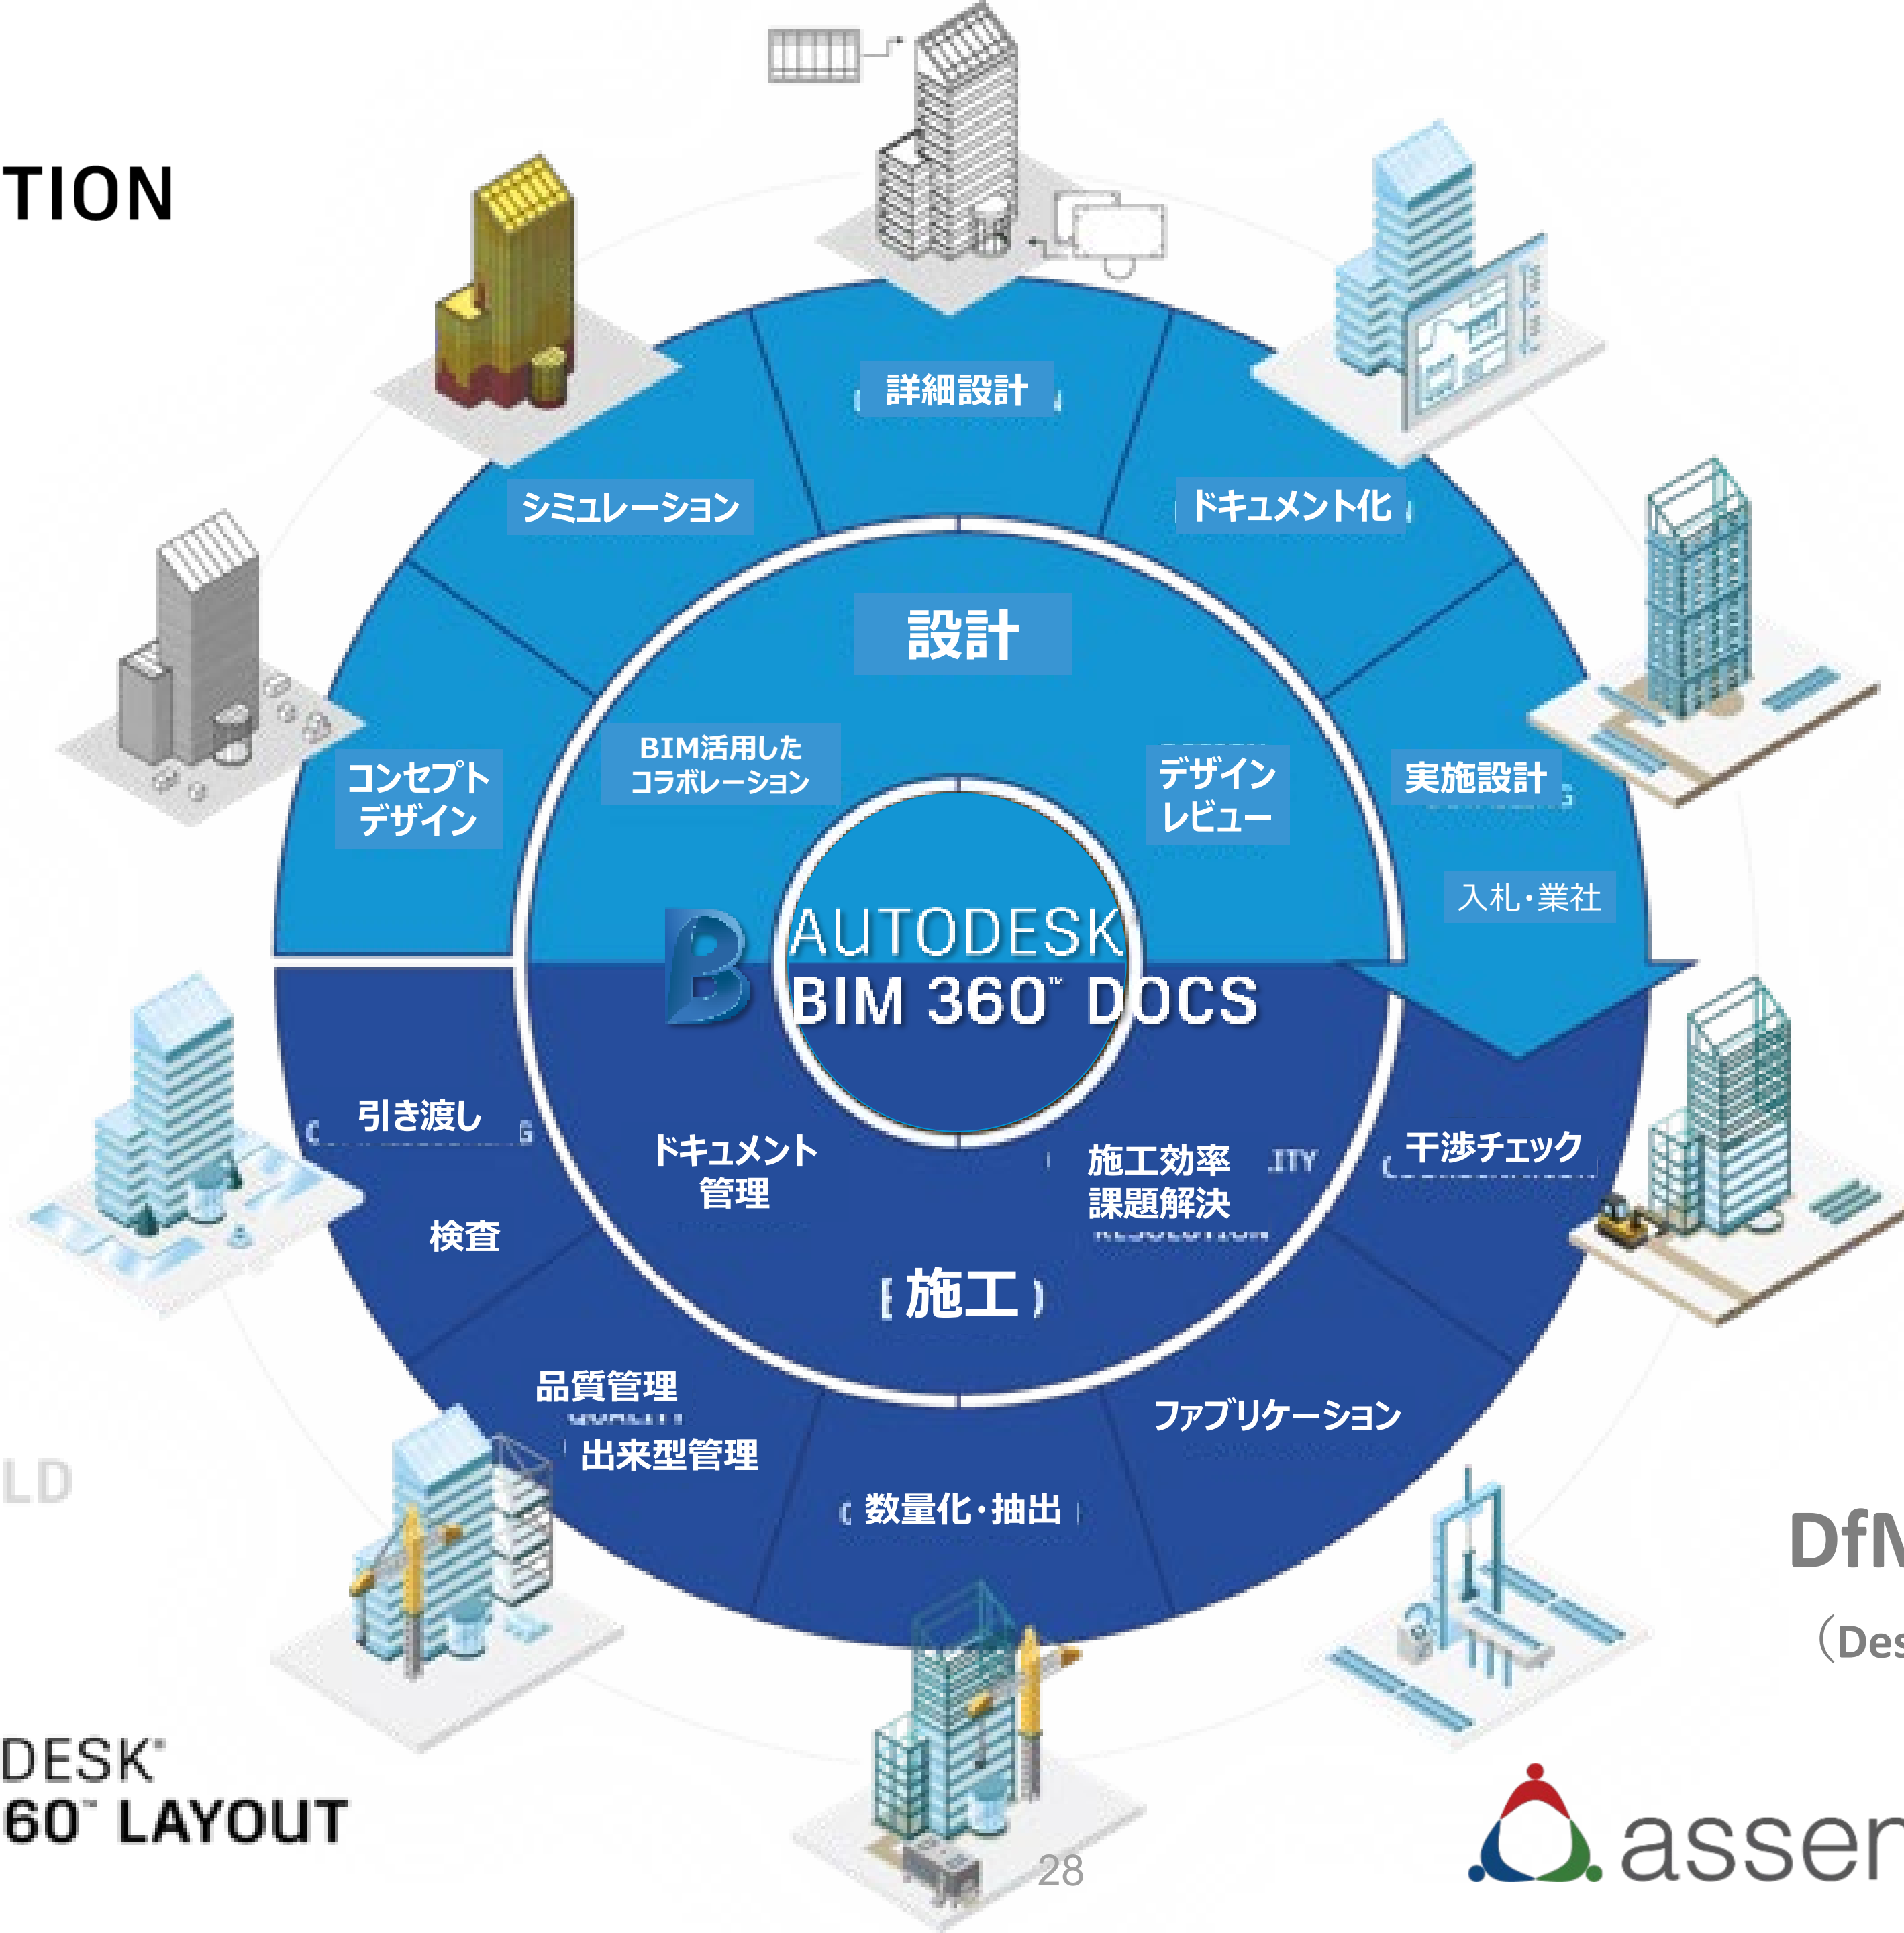 TION
詳細設計
シミュレーション
ドキュメント化
設計
BIM活用した
コラボレーション
デザイン
レビュー
コンセプト
デザイン
実施設計
入札・業社
AUTODESK
BIM 360™ DOCS
引き渡し
ドキュメント
管理
施工効率
課題解決
ITY
干渉チェック
検査
施工
品質管理
出来型管理
ファブリケーション
数量化・抽出
LD
DfM
（Des
DESK®
60™ LAYOUT
assem
28